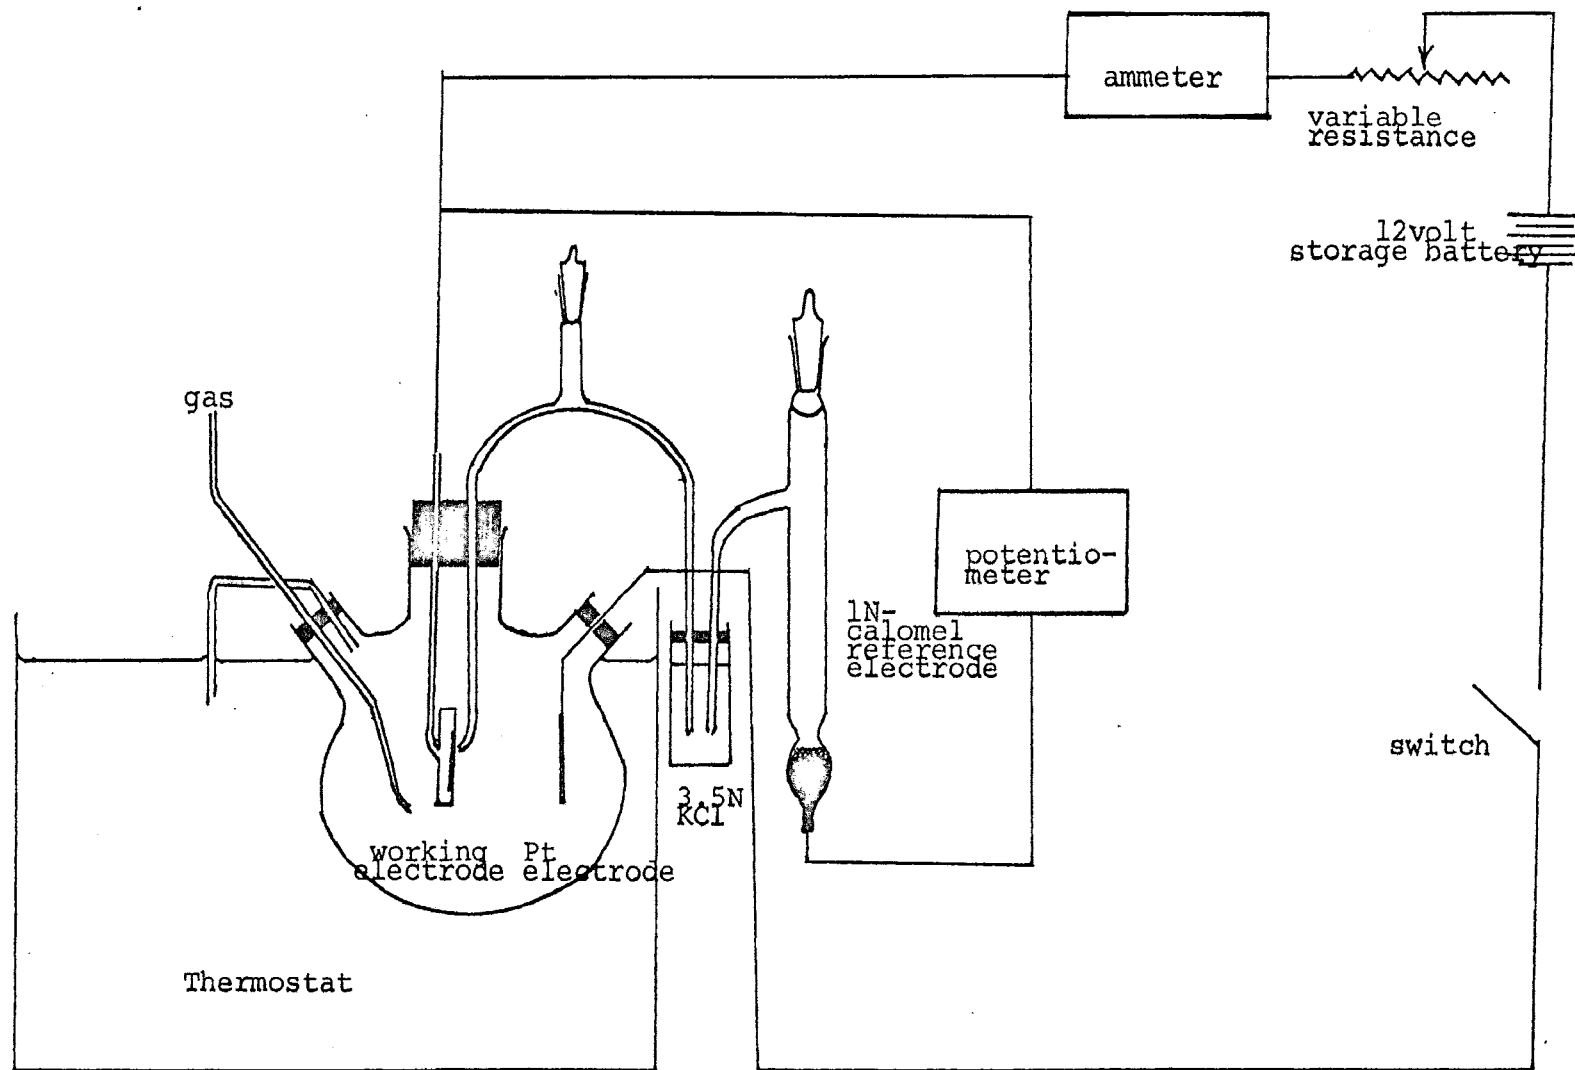 ammeter
variable
resistance
12volt
storage battery
gas
potentio-
meter
1N-
calomel
reference
electrode
switch
3.5N
KCl
working Pt
electrode electrode
Thermostat